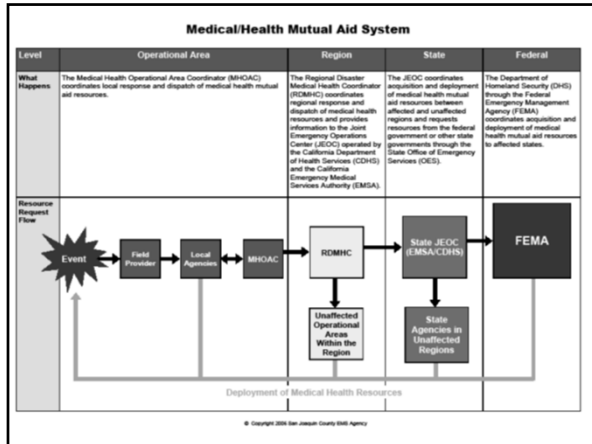 Medical/Health Mutual Aid System
Level
Operational Area
Region
State
Federal
What
Happens
The Medical Health Operational Area Coordinator (MHOAC)
coordinates local response and dispatch of medical health mutual
aid resources.
The Regional Disaster
Medical Health Coordinator
(RDMHC) coordinates
regional response and
dispatch of medical health
resources and provides
information to the Joint
Emergency Operations
Center (JEOC) operated by
the California Department
of Health Services (CDHS)
and the California
Emergency Medical
Services Authority (EMSA).
The JEOC coordinates
acquisition and deployment
of medical health mutual
aid resources between
affected and unaffected
regions and requests
resources from the federal
government or other state
governments through the
State Office of Emergency
Services (OES).
The Department of
Homeland Security (DHS)
through the Federal
Emergency Management
Agency (FEMA)
coordinates acquisition and
deployment of medical
health mutual aid resources
to affected states.
Resource
Request
Flow
Event
Field
Provider
Local
Agencies
MHOAC
RDMHC
State JEOC
(EMSA/CDHS)
FEMA
Unaffected
Operational
Areas
Within the
Region
State
Agencies in
Unaffected
Regions
Deployment of Medical Health Resources
© Copyright 2006 San Joaquin County EMS Agency